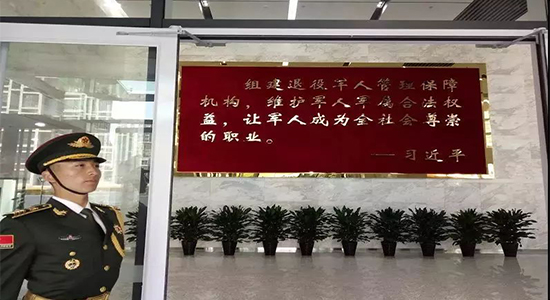 组建退役军人管理保障
机构，维护军人军属合法权
益，让军人成为全社会尊崇
的职业。
——习近平